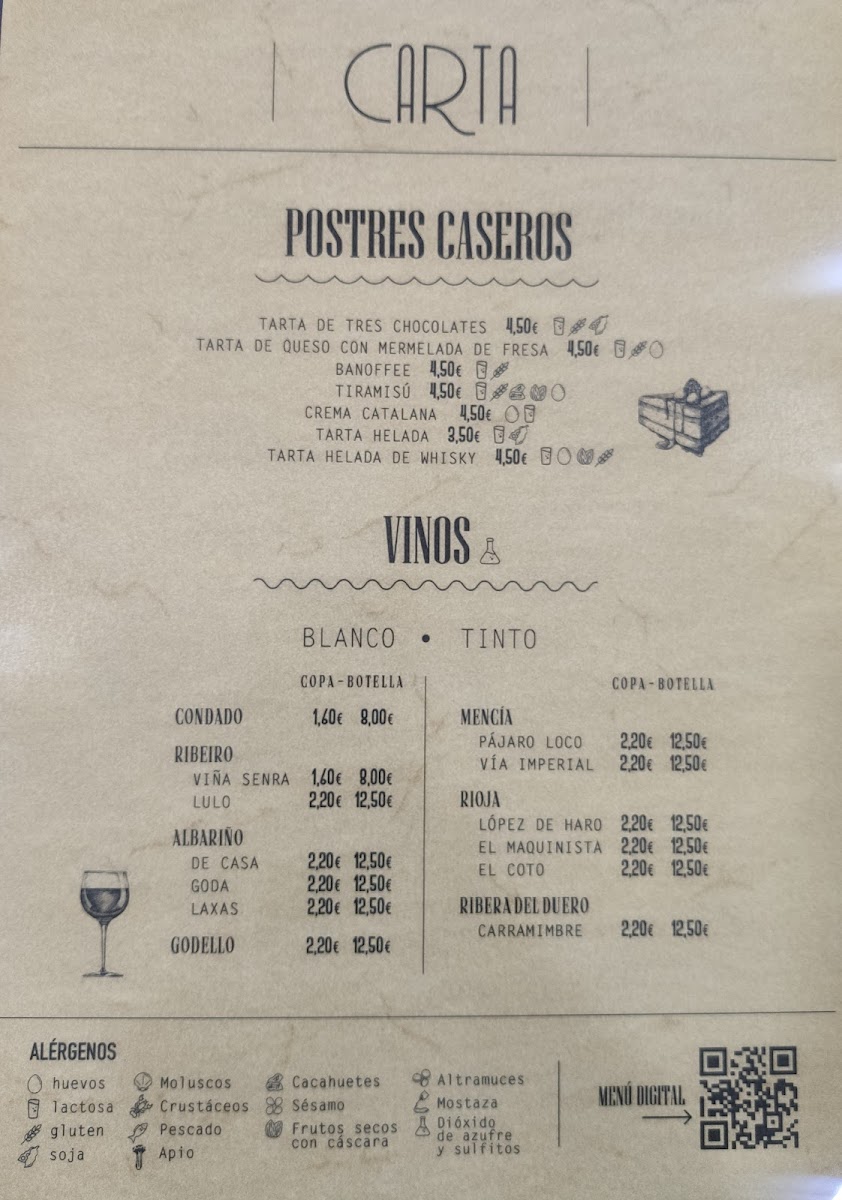 CARTA
POSTRES CASEROS
TARTA DE TRES CHOCOLATES 4,50€
TARTA DE QUESO CON MERMELADA DE FRESA 4,50€
BANOFFEE 4,50€
TIRAMISÚ 4,50€
CREMA CATALANA 4,50€
TARTA HELADA 3,50€
TARTA HELADA DE WHISKY 4,50€
VINOS
BLANCO • TINTO
COPA-BOTELLA
CONDADO 1,60€ 8,00€
RIBEIRO
VIÑA SENRA 1,60€ 8,00€
LULO 2,20€ 12,50€
ALBARIÑO
DE CASA 2,20€ 12,50€
GODA 2,20€ 12,50€
LAXAS 2,20€ 12,50€
GODELLO 2,20€ 12,50€
COPA-BOTELLA
MENCÍA
PÁJARO LOCO 2,20€ 12,50€
VÍA IMPERIAL 2,20€ 12,50€
RIOJA
LÓPEZ DE HARO 2,20€ 12,50€
EL MAQUINISTA 2,20€ 12,50€
EL COTO 2,20€ 12,50€
RIBERA DEL DUERO
CARRAMIMBRE 2,20€ 12,50€
ALÉRGENOS
huevos
lactosa
gluten
soja
Moluscos
Crustáceos
Pescado
Apio
Cacahuetes
Sésamo
Frutos secos
con cáscara
Altramuces
Mostaza
Dióxido
de azufre
y sulfitos
MENÚ DIGITAL